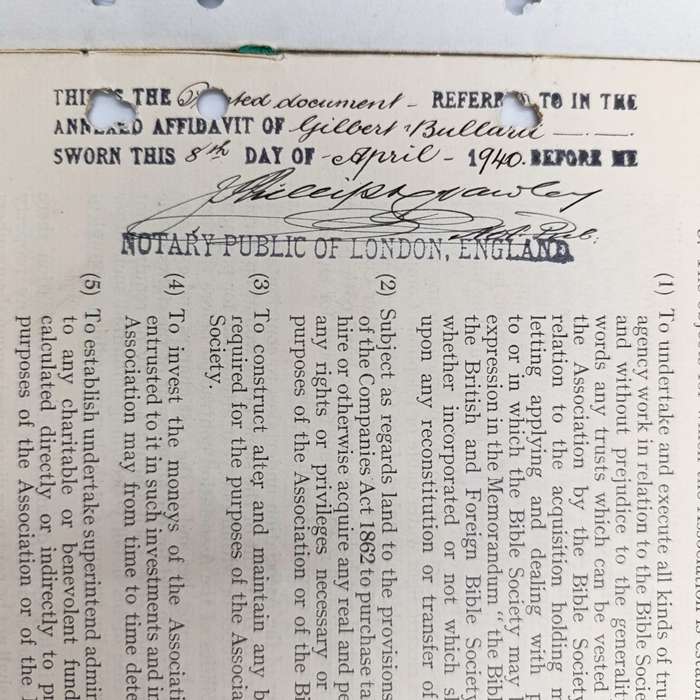 THIS IS THE Printed document - REFERRED TO IN THE
ANNEXED AFFIDAVIT OF Gilbert Bullard
SWORN THIS 8th DAY OF April - 1940. BEFORE ME
Not. Pub.
NOTARY PUBLIC OF LONDON, ENGLAND
(1) To undertake and execute all kinds of tr
agency work in relation to the Bible Socie
and without prejudice to the generali
words any trusts which can be vested
the Association by the Bible Societ
relation to the acquisition holding m
letting applying and dealing with p
to or in which the Bible Society may
expression in the Memorandum "the Bibl
the British and Foreign Bible Society
whether incorporated or not which s
upon any reconstitution or transfer of
(2) Subject as regards land to the provisions
of the Companies Act 1862 to purchase ta
hire or otherwise acquire any real and pe
any rights or privileges necessary or
purposes of the Association or of the Bi
(3) To construct alter and maintain any b
required for the purposes of the Associa
Society.
(4) To invest the moneys of the Associati
entrusted to it in such investments and in
Association may from time to time dete
(5) To establish undertake superintend admin
to any charitable or benevolent fund
calculated directly or indirectly to p
purposes of the Association or of the